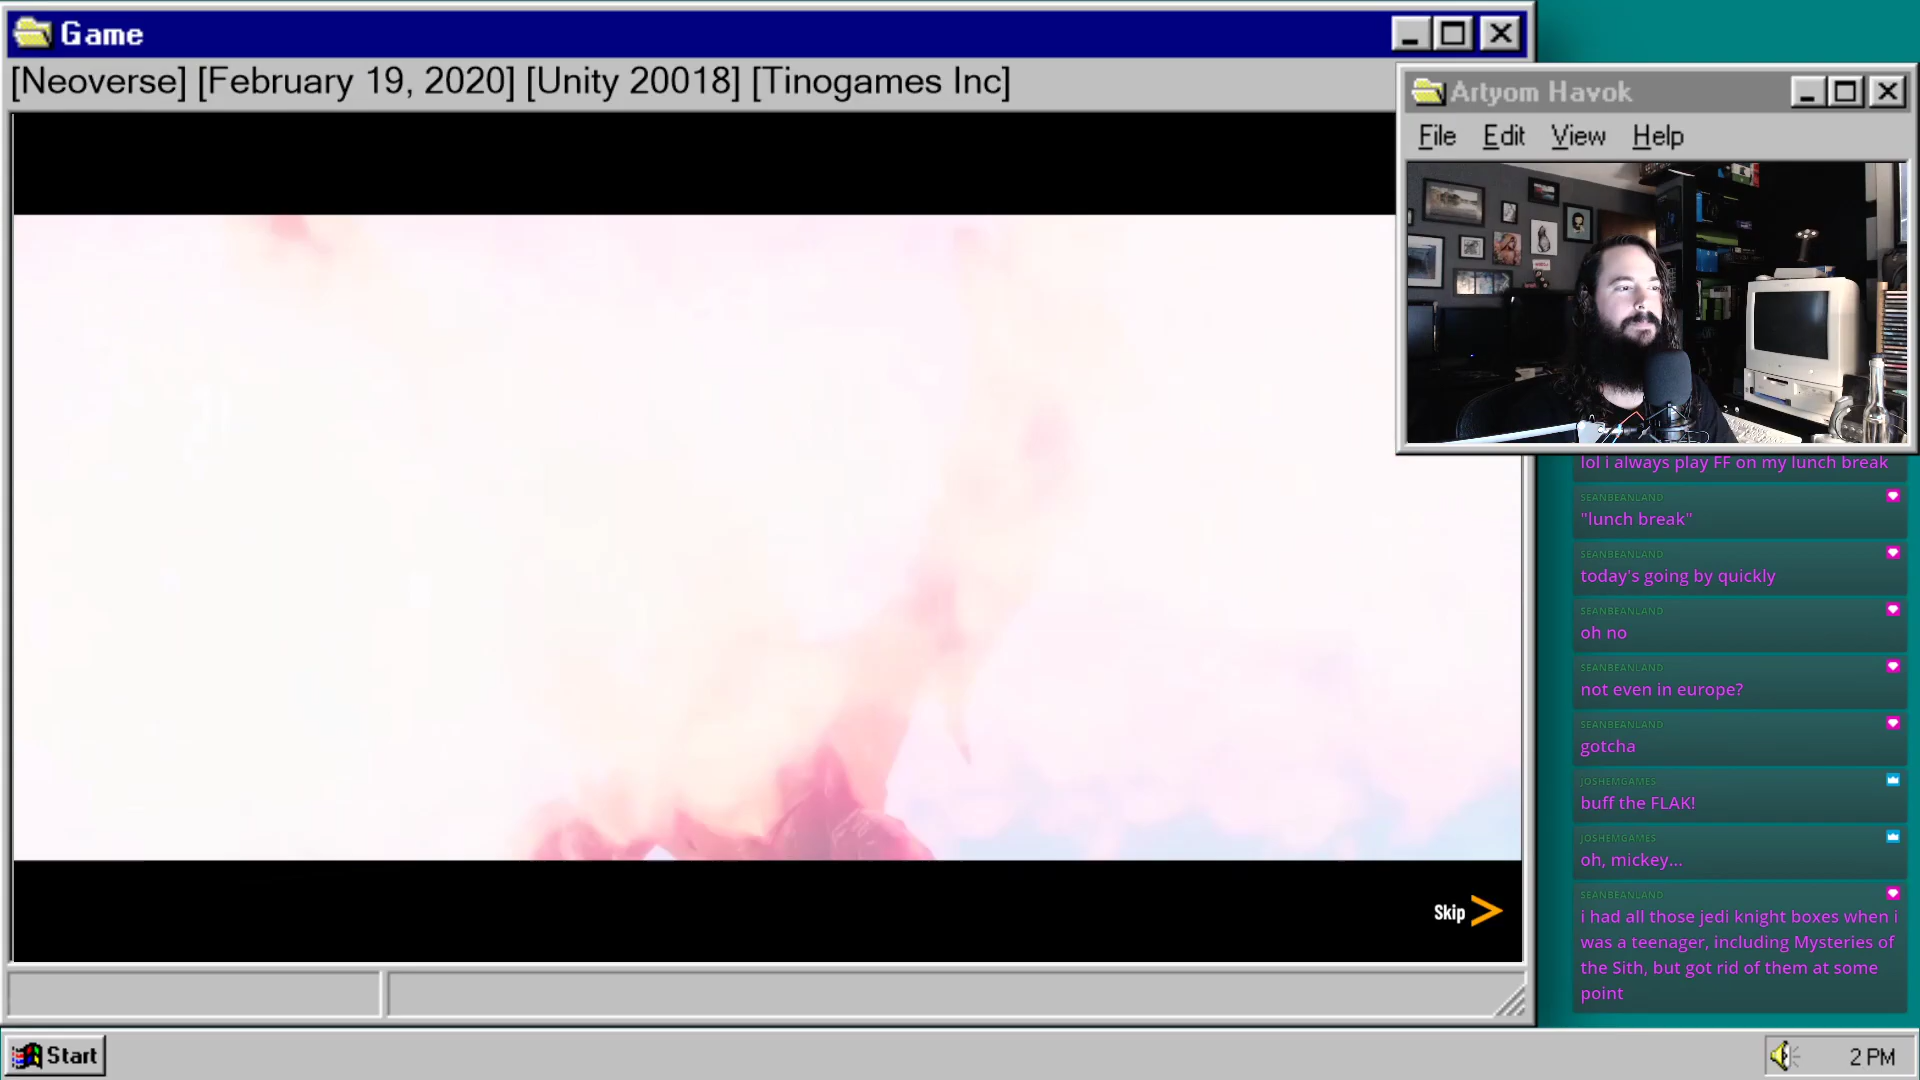 Game
[Neoverse] [February 19, 2020] [Unity 20018] [Tinogames Inc]
Artyom Havok
File Edit View Help
lol i always play FF on my lunch break
SEANBEANLAND
"lunch break"
SEANBEANLAND
today's going by quickly
SEANBEANLAND
oh no
SEANBEANLAND
not even in europe?
SEANBEANLAND
gotcha
JOSHEMGAMES
buff the FLAK!
JOSHEMGAMES
oh, mickey...
SEANBEANLAND
i had all those jedi knight boxes when i
was a teenager, including Mysteries of
the Sith, but got rid of them at some
point
Skip
Start
2 PM